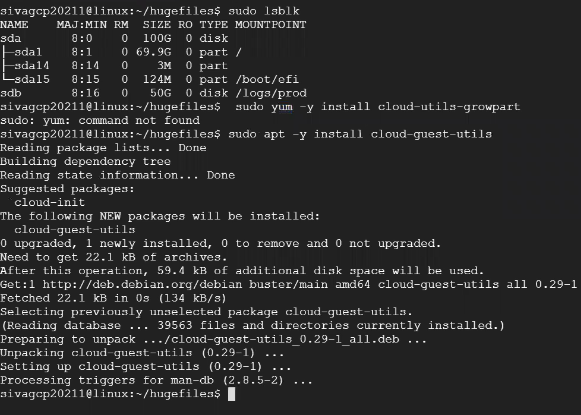 sivagcp20211@linux:~/hugefiles$ sudo lsblk
NAME    MAJ:MIN RM  SIZE RO TYPE MOUNTPOINT
sda       8:0    0  100G  0 disk
├─sda1    8:1    0 69.9G  0 part /
├─sda14   8:14   0    3M  0 part
└─sda15   8:15   0  124M  0 part /boot/efi
sdb       8:16   0   50G  0 disk /logs/prod
sivagcp20211@linux:~/hugefiles$  sudo yum -y install cloud-utils-growpart
sudo: yum: command not found
sivagcp20211@linux:~/hugefiles$ sudo apt -y install cloud-guest-utils
Reading package lists... Done
Building dependency tree
Reading state information... Done
Suggested packages:
  cloud-init
The following NEW packages will be installed:
  cloud-guest-utils
0 upgraded, 1 newly installed, 0 to remove and 0 not upgraded.
Need to get 22.1 kB of archives.
After this operation, 59.4 kB of additional disk space will be used.
Get:1 http://deb.debian.org/debian buster/main amd64 cloud-guest-utils all 0.29-1
Fetched 22.1 kB in 0s (134 kB/s)
Selecting previously unselected package cloud-guest-utils.
(Reading database ... 39563 files and directories currently installed.)
Preparing to unpack .../cloud-guest-utils_0.29-1_all.deb ...
Unpacking cloud-guest-utils (0.29-1) ...
Setting up cloud-guest-utils (0.29-1) ...
Processing triggers for man-db (2.8.5-2) ...
sivagcp20211@linux:~/hugefiles$